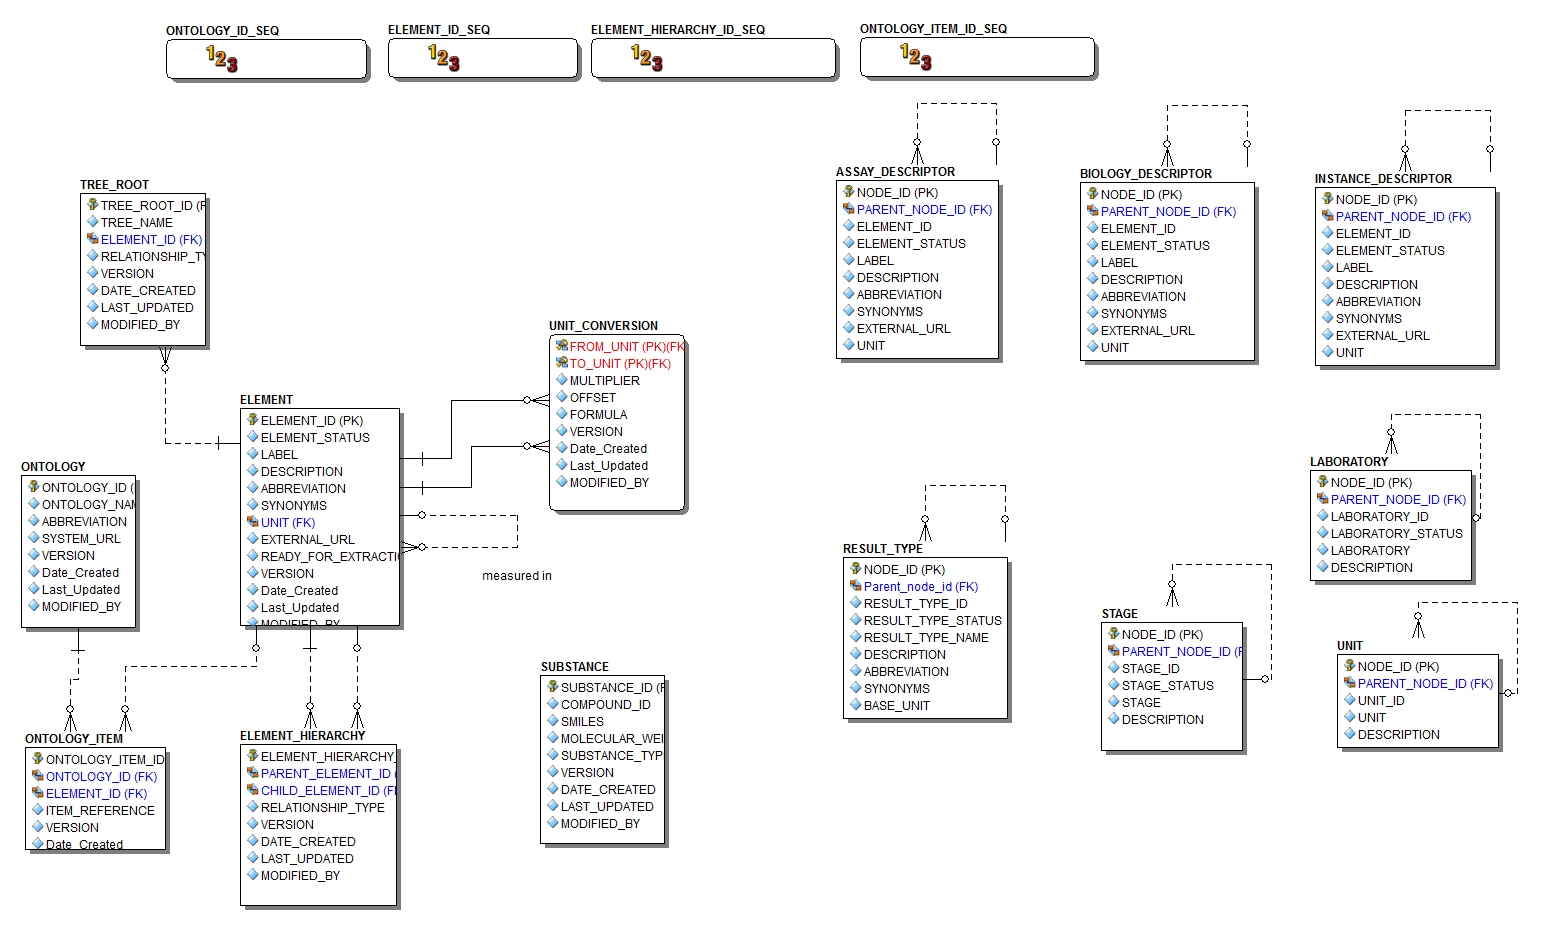 ONTOLOGY_ID_SEQ
123
ELEMENT_ID_SEQ
123
ELEMENT_HIERARCHY_ID_SEQ
123
ONTOLOGY_ITEM_ID_SEQ
123
TREE_ROOT
TREE_ROOT_ID (P
TREE_NAME
ELEMENT_ID (FK)
RELATIONSHIP_TY
VERSION
DATE_CREATED
LAST_UPDATED
MODIFIED_BY
ASSAY_DESCRIPTOR
NODE_ID (PK)
PARENT_NODE_ID (FK)
ELEMENT_ID
ELEMENT_STATUS
LABEL
DESCRIPTION
ABBREVIATION
SYNONYMS
EXTERNAL_URL
UNIT
BIOLOGY_DESCRIPTOR
NODE_ID (PK)
PARENT_NODE_ID (FK)
ELEMENT_ID
ELEMENT_STATUS
LABEL
DESCRIPTION
ABBREVIATION
SYNONYMS
EXTERNAL_URL
UNIT
INSTANCE_DESCRIPTOR
NODE_ID (PK)
PARENT_NODE_ID (FK)
ELEMENT_ID
ELEMENT_STATUS
LABEL
DESCRIPTION
ABBREVIATION
SYNONYMS
EXTERNAL_URL
UNIT
UNIT_CONVERSION
FROM_UNIT (PK)(FK
TO_UNIT (PK)(FK)
MULTIPLIER
OFFSET
FORMULA
VERSION
Date_Created
Last_Updated
MODIFIED_BY
ELEMENT
ELEMENT_ID (PK)
ELEMENT_STATUS
LABEL
DESCRIPTION
ABBREVIATION
SYNONYMS
UNIT (FK)
EXTERNAL_URL
READY_FOR_EXTRACTI
VERSION
Date_Created
Last_Updated
MODIFIED_BY
measured in
ONTOLOGY
ONTOLOGY_ID (
ONTOLOGY_NAM
ABBREVIATION
SYSTEM_URL
VERSION
Date_Created
Last_Updated
MODIFIED_BY
LABORATORY
NODE_ID (PK)
PARENT_NODE_ID (FK)
LABORATORY_ID
LABORATORY_STATUS
LABORATORY
DESCRIPTION
RESULT_TYPE
NODE_ID (PK)
Parent_node_id (FK)
RESULT_TYPE_ID
RESULT_TYPE_STATUS
RESULT_TYPE_NAME
DESCRIPTION
ABBREVIATION
SYNONYMS
BASE_UNIT
STAGE
NODE_ID (PK)
PARENT_NODE_ID (F
STAGE_ID
STAGE_STATUS
STAGE
DESCRIPTION
UNIT
NODE_ID (PK)
PARENT_NODE_ID (FK)
UNIT_ID
UNIT
DESCRIPTION
SUBSTANCE
SUBSTANCE_ID (P
COMPOUND_ID
SMILES
MOLECULAR_WEI
SUBSTANCE_TYP
VERSION
DATE_CREATED
LAST_UPDATED
MODIFIED_BY
ONTOLOGY_ITEM
ONTOLOGY_ITEM_ID
ONTOLOGY_ID (FK)
ELEMENT_ID (FK)
ITEM_REFERENCE
VERSION
Date_Created
ELEMENT_HIERARCHY
ELEMENT_HIERARCHY_
PARENT_ELEMENT_ID (
CHILD_ELEMENT_ID (F
RELATIONSHIP_TYPE
VERSION
DATE_CREATED
LAST_UPDATED
MODIFIED_BY